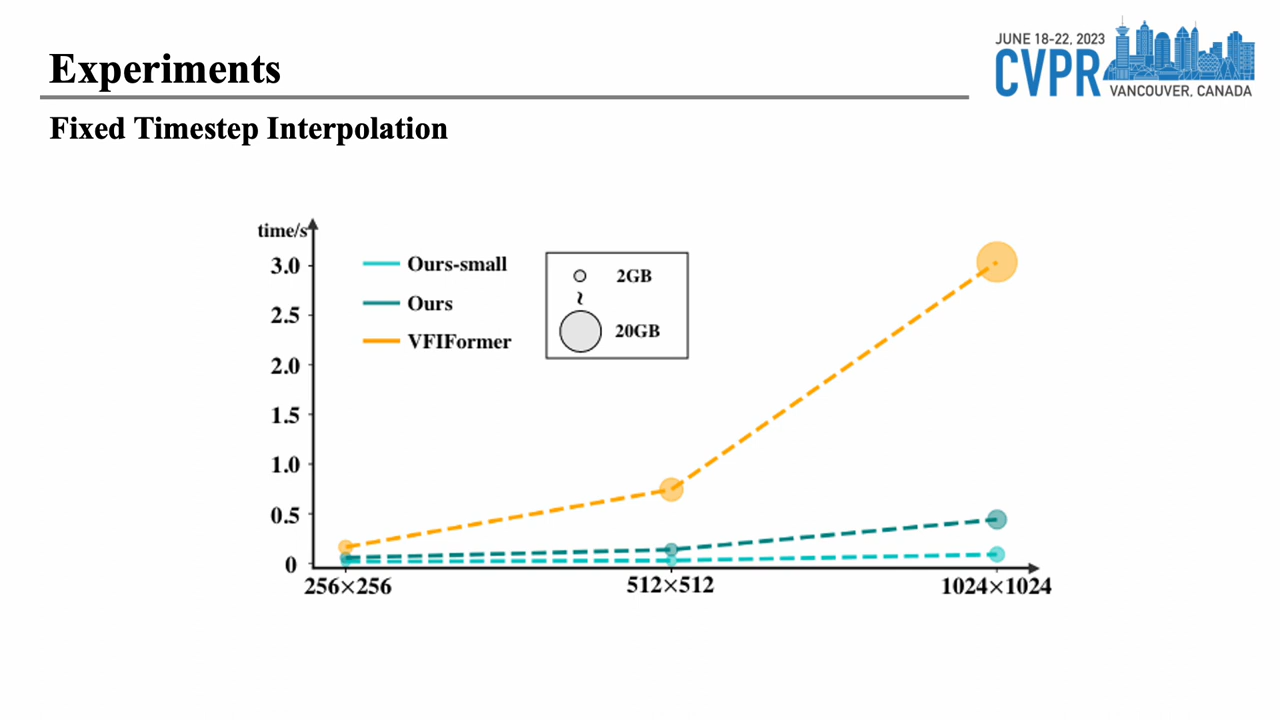 Experiments
JUNE 18-22, 2023
CVPR
VANCOUVER, CANADA
Fixed Timestep Interpolation
time/s
3.0
2.5
2.0
1.5
1.0
0.5
0
Ours-small
Ours
VFIFormer
2GB
~
20GB
256×256
512×512
1024×1024